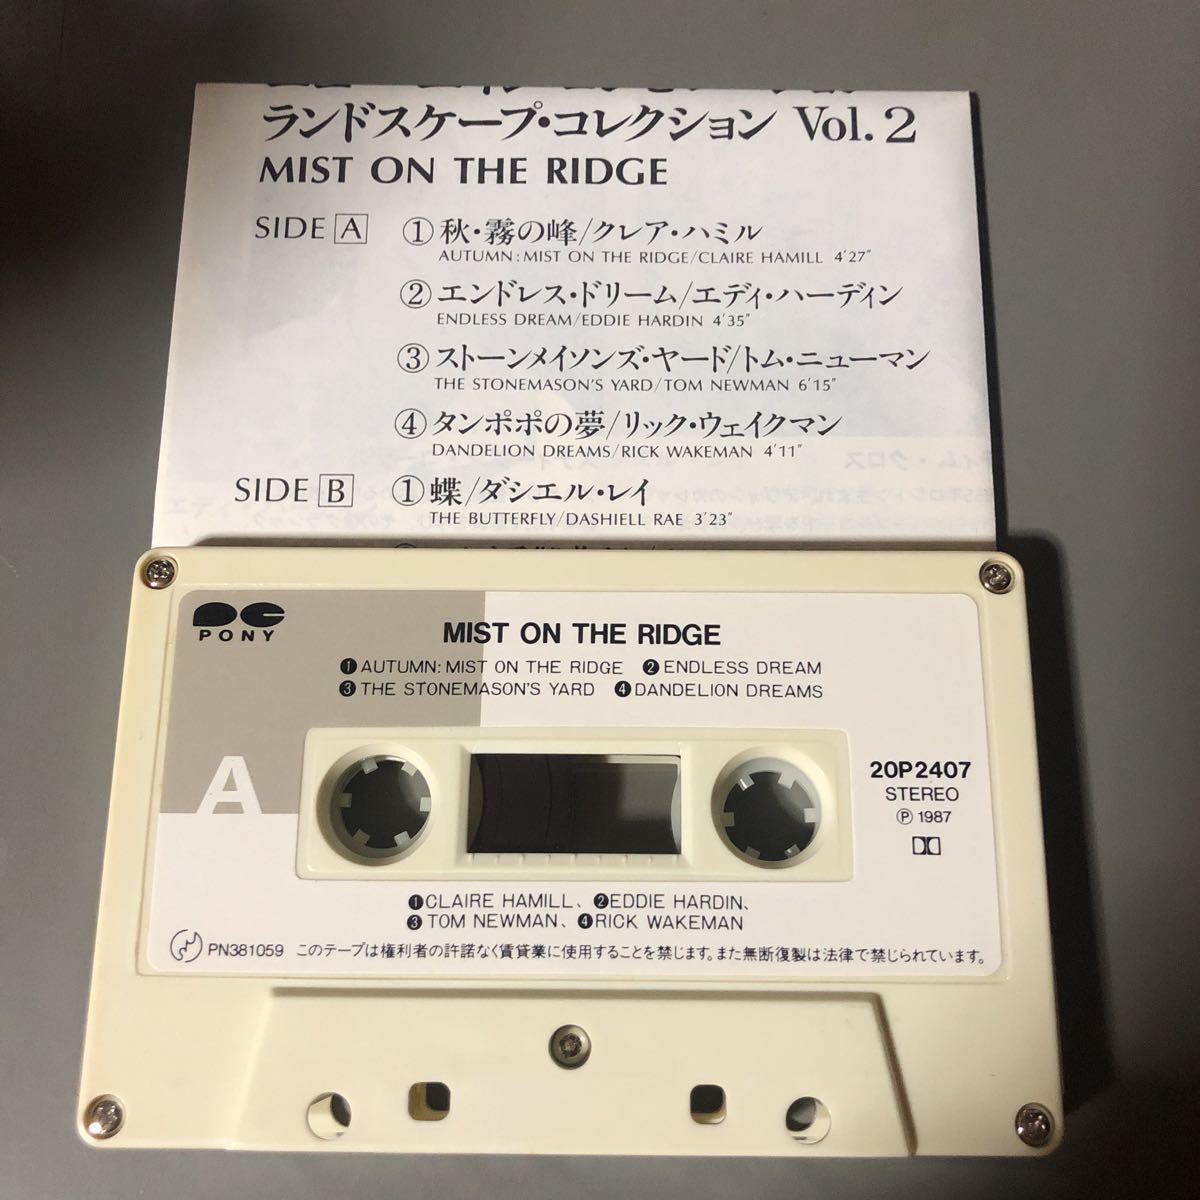 ランドスケープ・コレクション Vol. 2
MIST ON THE RIDGE
SIDE A ①秋・霧の峰/クレア・ハミル
AUTUMN: MIST ON THE RIDGE/CLAIRE HAMILL 4'27"
②エンドレス・ドリーム/エディ・ハーディン
ENDLESS DREAM/EDDIE HARDIN 4'35"
③ストーンメイソンズ・ヤード/トム・ニューマン
THE STONEMASON'S YARD/TOM NEWMAN 6'15"
④タンポポの夢/リック・ウェイクマン
DANDELION DREAMS/RICK WAKEMAN 4'11"
SIDE B ①蝶/ダシエル・レイ
THE BUTTERFLY/DASHIELL RAE 3'23"
PONY
MIST ON THE RIDGE
❶AUTUMN: MIST ON THE RIDGE ❷ENDLESS DREAM
❸THE STONEMASON'S YARD ❹DANDELION DREAMS
A
20P2407
STEREO
Ⓟ 1987
❶CLAIRE HAMILL、❷EDDIE HARDIN、
❸TOM NEWMAN、❹RICK WAKEMAN
PN381059 このテープは権利者の許諾なく賃貸業に使用することを禁じます。また無断複製は法律で禁じられています。